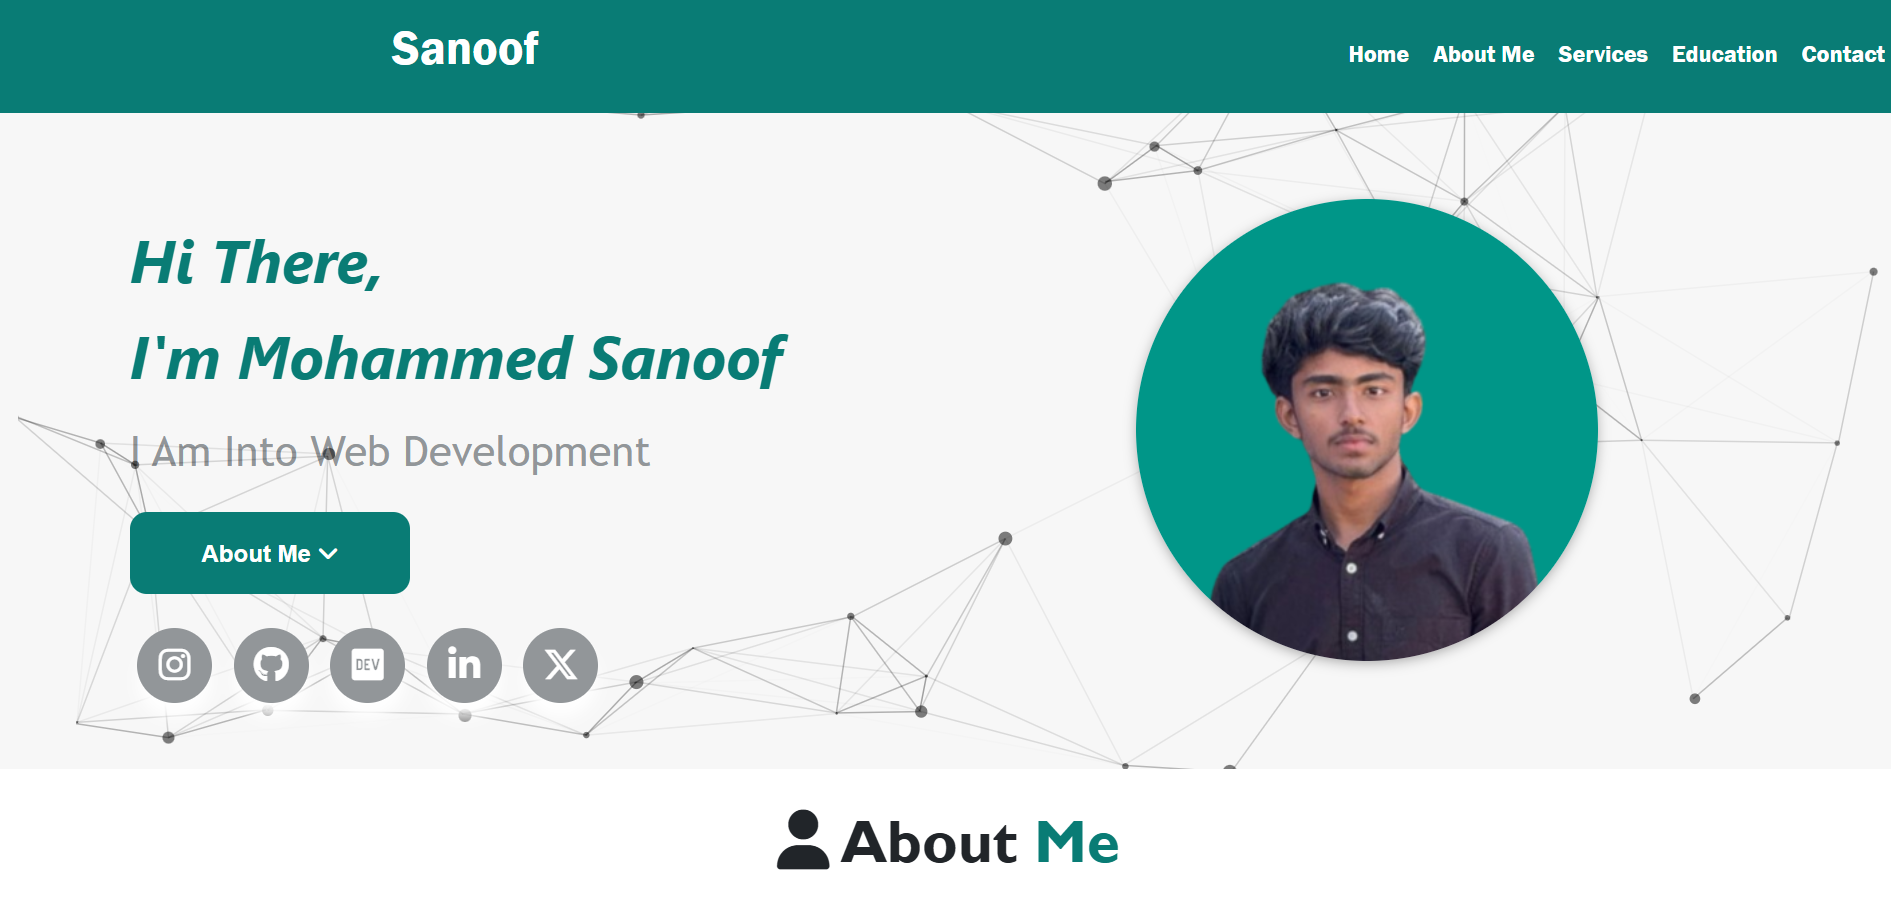 Sanoof
Home About Me Services Education Contact
Hi There,
I'm Mohammed Sanoof
I Am Into Web Development
About Me
DEV
in
X
About Me